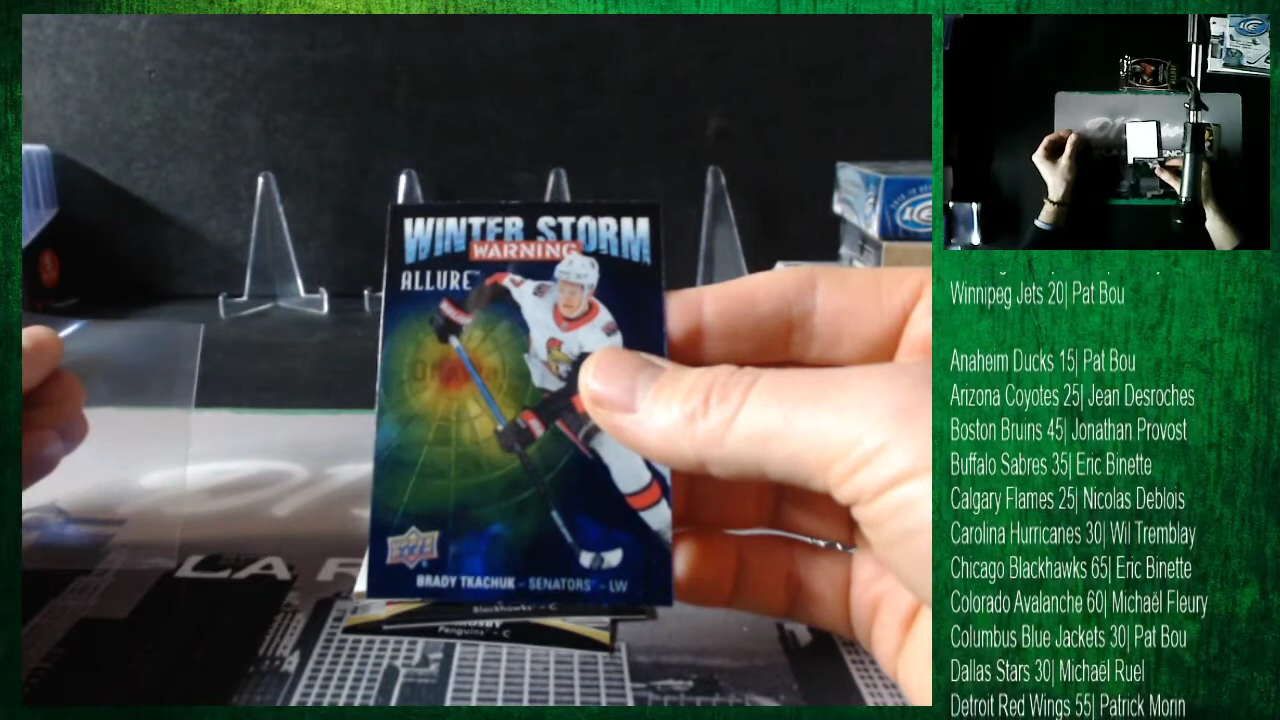 WINTER STORM
WARNING
ALLURE
BRADY TKACHUK – SENATORS – LW
Blackhawks – C
Penguins – C
LA
Winnipeg Jets 20| Pat Bou
Anaheim Ducks 15| Pat Bou
Arizona Coyotes 25| Jean Desroches
Boston Bruins 45| Jonathan Provost
Buffalo Sabres 35| Eric Binette
Calgary Flames 25| Nicolas Deblois
Carolina Hurricanes 30| Wil Tremblay
Chicago Blackhawks 65| Eric Binette
Colorado Avalanche 60| Michaël Fleury
Columbus Blue Jackets 30| Pat Bou
Dallas Stars 30| Michaël Ruel
Detroit Red Wings 55| Patrick Morin